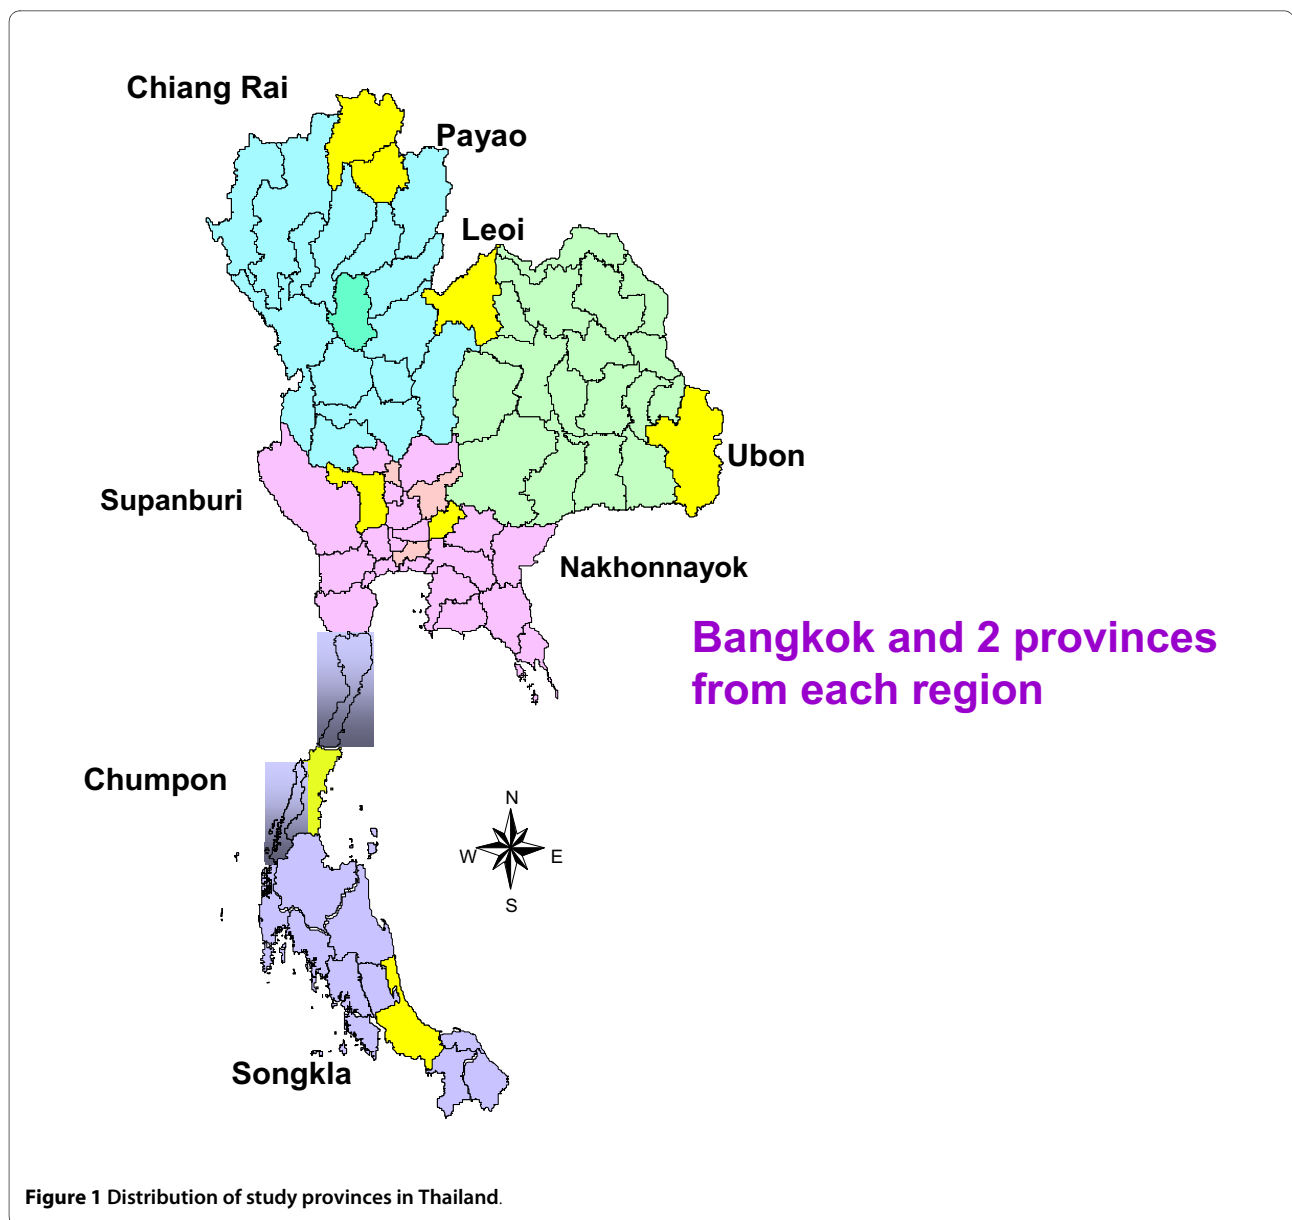 Chiang Rai
Payao
Leoi
Ubon
Supanburi
Nakhonnayok
Bangkok and 2 provinces
from each region
Chumpon
N
W
E
S
Songkla
Figure 1 Distribution of study provinces in Thailand.